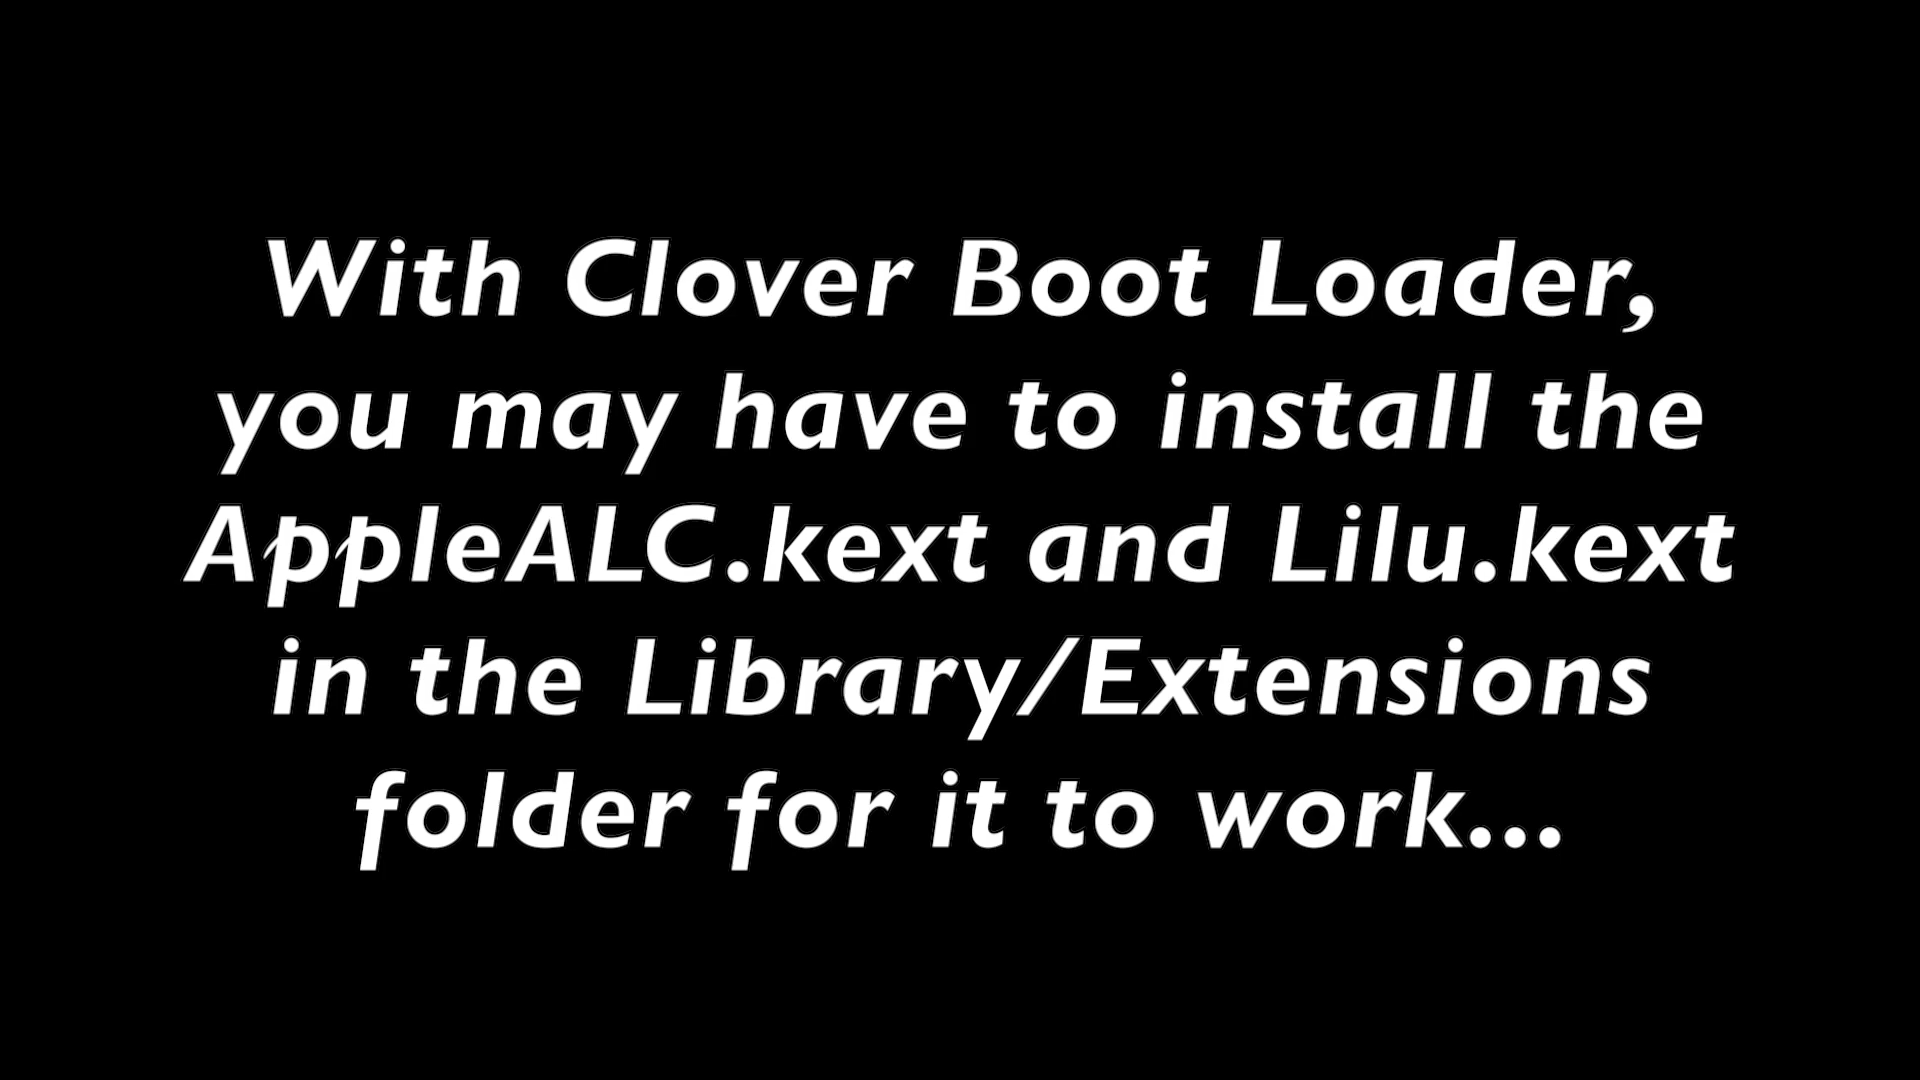 With Clover Boot Loader,
you may have to install the
AppleALC.kext and Lilu.kext
in the Library/Extensions
folder for it to work...